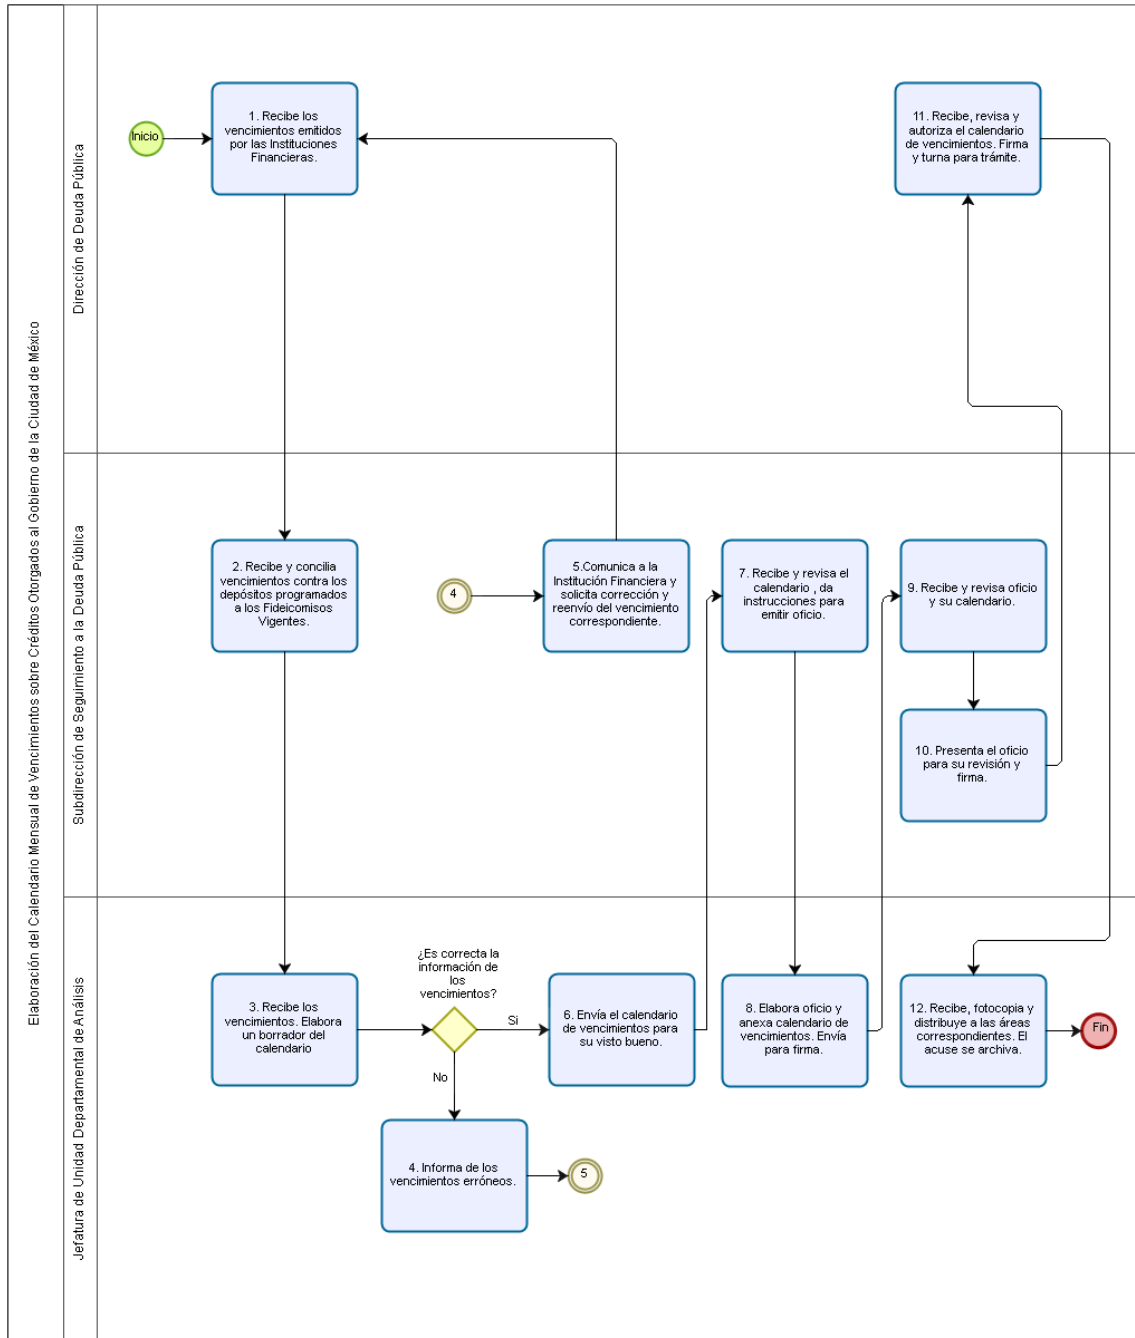 Elaboración del Calendario Mensual de Vencimientos sobre Créditos Otorgados al Gobierno de la Ciudad de México
Dirección de Deuda Pública
Inicio
1. Recibe los
vencimientos emitidos
por las Instituciones
Financieras.
11. Recibe, revisa y
autoriza el calendario
de vencimientos. Firma
y turna para trámite.
Subdirección de Seguimiento a la Deuda Pública
2. Recibe y concilia
vencimientos contra los
depósitos programados
a los Fideicomisos
Vigentes.
4
5.Comunica a la
Institución Financiera y
solicita corrección y
reenvío del vencimiento
correspondiente.
7. Recibe y revisa el
calendario , da
instrucciones para
emitir oficio.
9. Recibe y revisa oficio
y su calendario.
10. Presenta el oficio
para su revisión y
firma.
Jefatura de Unidad Departamental de Análisis
3. Recibe los
vencimientos. Elabora
un borrador del
calendario
¿Es correcta la
información de
los
vencimientos?
Si
No
6. Envía el calendario
de vencimientos para
su visto bueno.
8. Elabora oficio y
anexa calendario de
vencimientos. Envía
para firma.
12. Recibe, fotocopia y
distribuye a las áreas
correspondientes. El
acuse se archiva.
Fin
4. Informa de los
vencimientos erróneos.
5